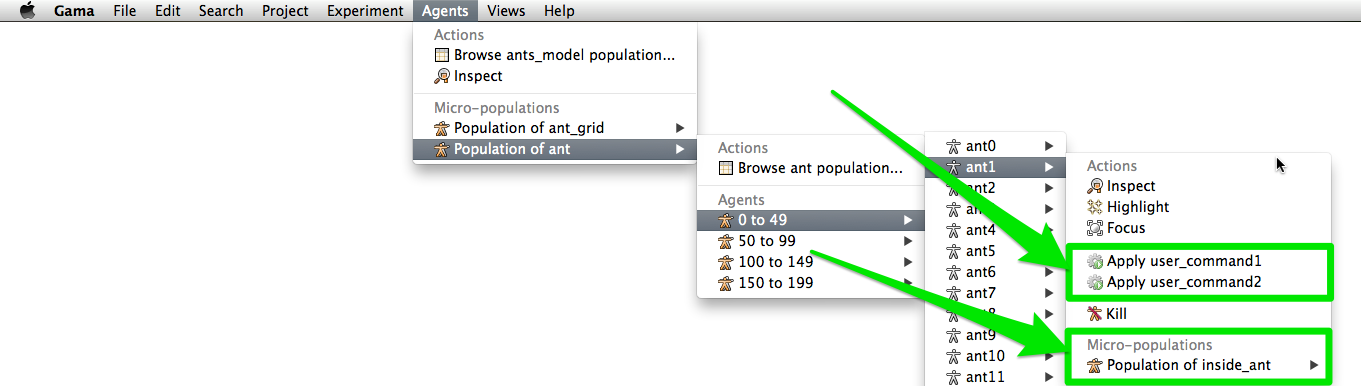 Gama File Edit Search Project Experiment Agents Views Help
Actions
Browse ants_model population...
Inspect
Micro-populations
Population of ant_grid
Population of ant
Actions
Browse ant population...
Agents
0 to 49
50 to 99
100 to 149
150 to 199
ant0
ant1
ant2
ant4
ant5
ant6
ant7
ant8
ant9
ant10
ant11
Actions
Inspect
Highlight
Focus
Apply user_command1
Apply user_command2
Kill
Micro-populations
Population of inside_ant